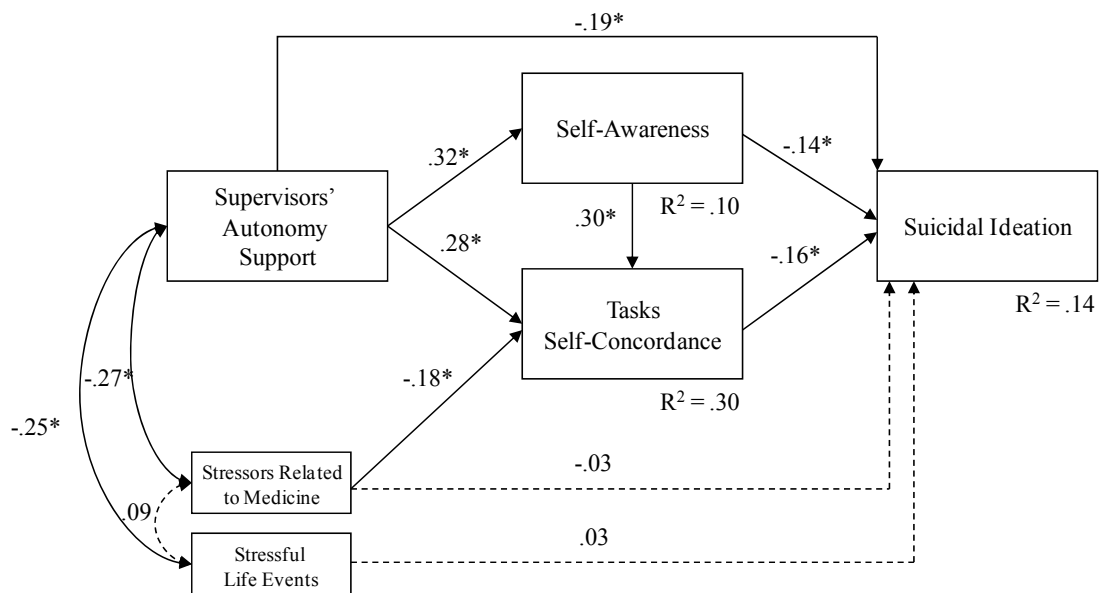 -.19*
Self-Awareness
-.14*
.32*
Supervisors’
Autonomy
Support
R² = .10
.30*
Suicidal Ideation
.28*
-.16*
R² = .14
Tasks
Self-Concordance
-.27*
-.18*
R² = .30
-.25*
Stressors Related
to Medicine
-.03
.09
Stressful
Life Events
.03